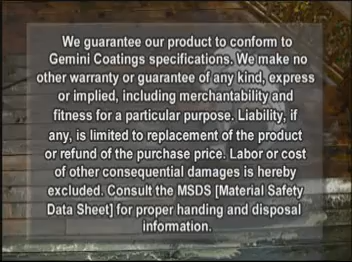 We guarantee our product to conform to
Gemini Coatings specifications. We make no
other warranty or guarantee of any kind, express
or implied, including merchantability and
fitness for a particular purpose. Liability, if
any, is limited to replacement of the product
or refund of the purchase price. Labor or cost
of other consequential damages is hereby
excluded. Consult the MSDS [Material Safety
Data Sheet] for proper handing and disposal
information.